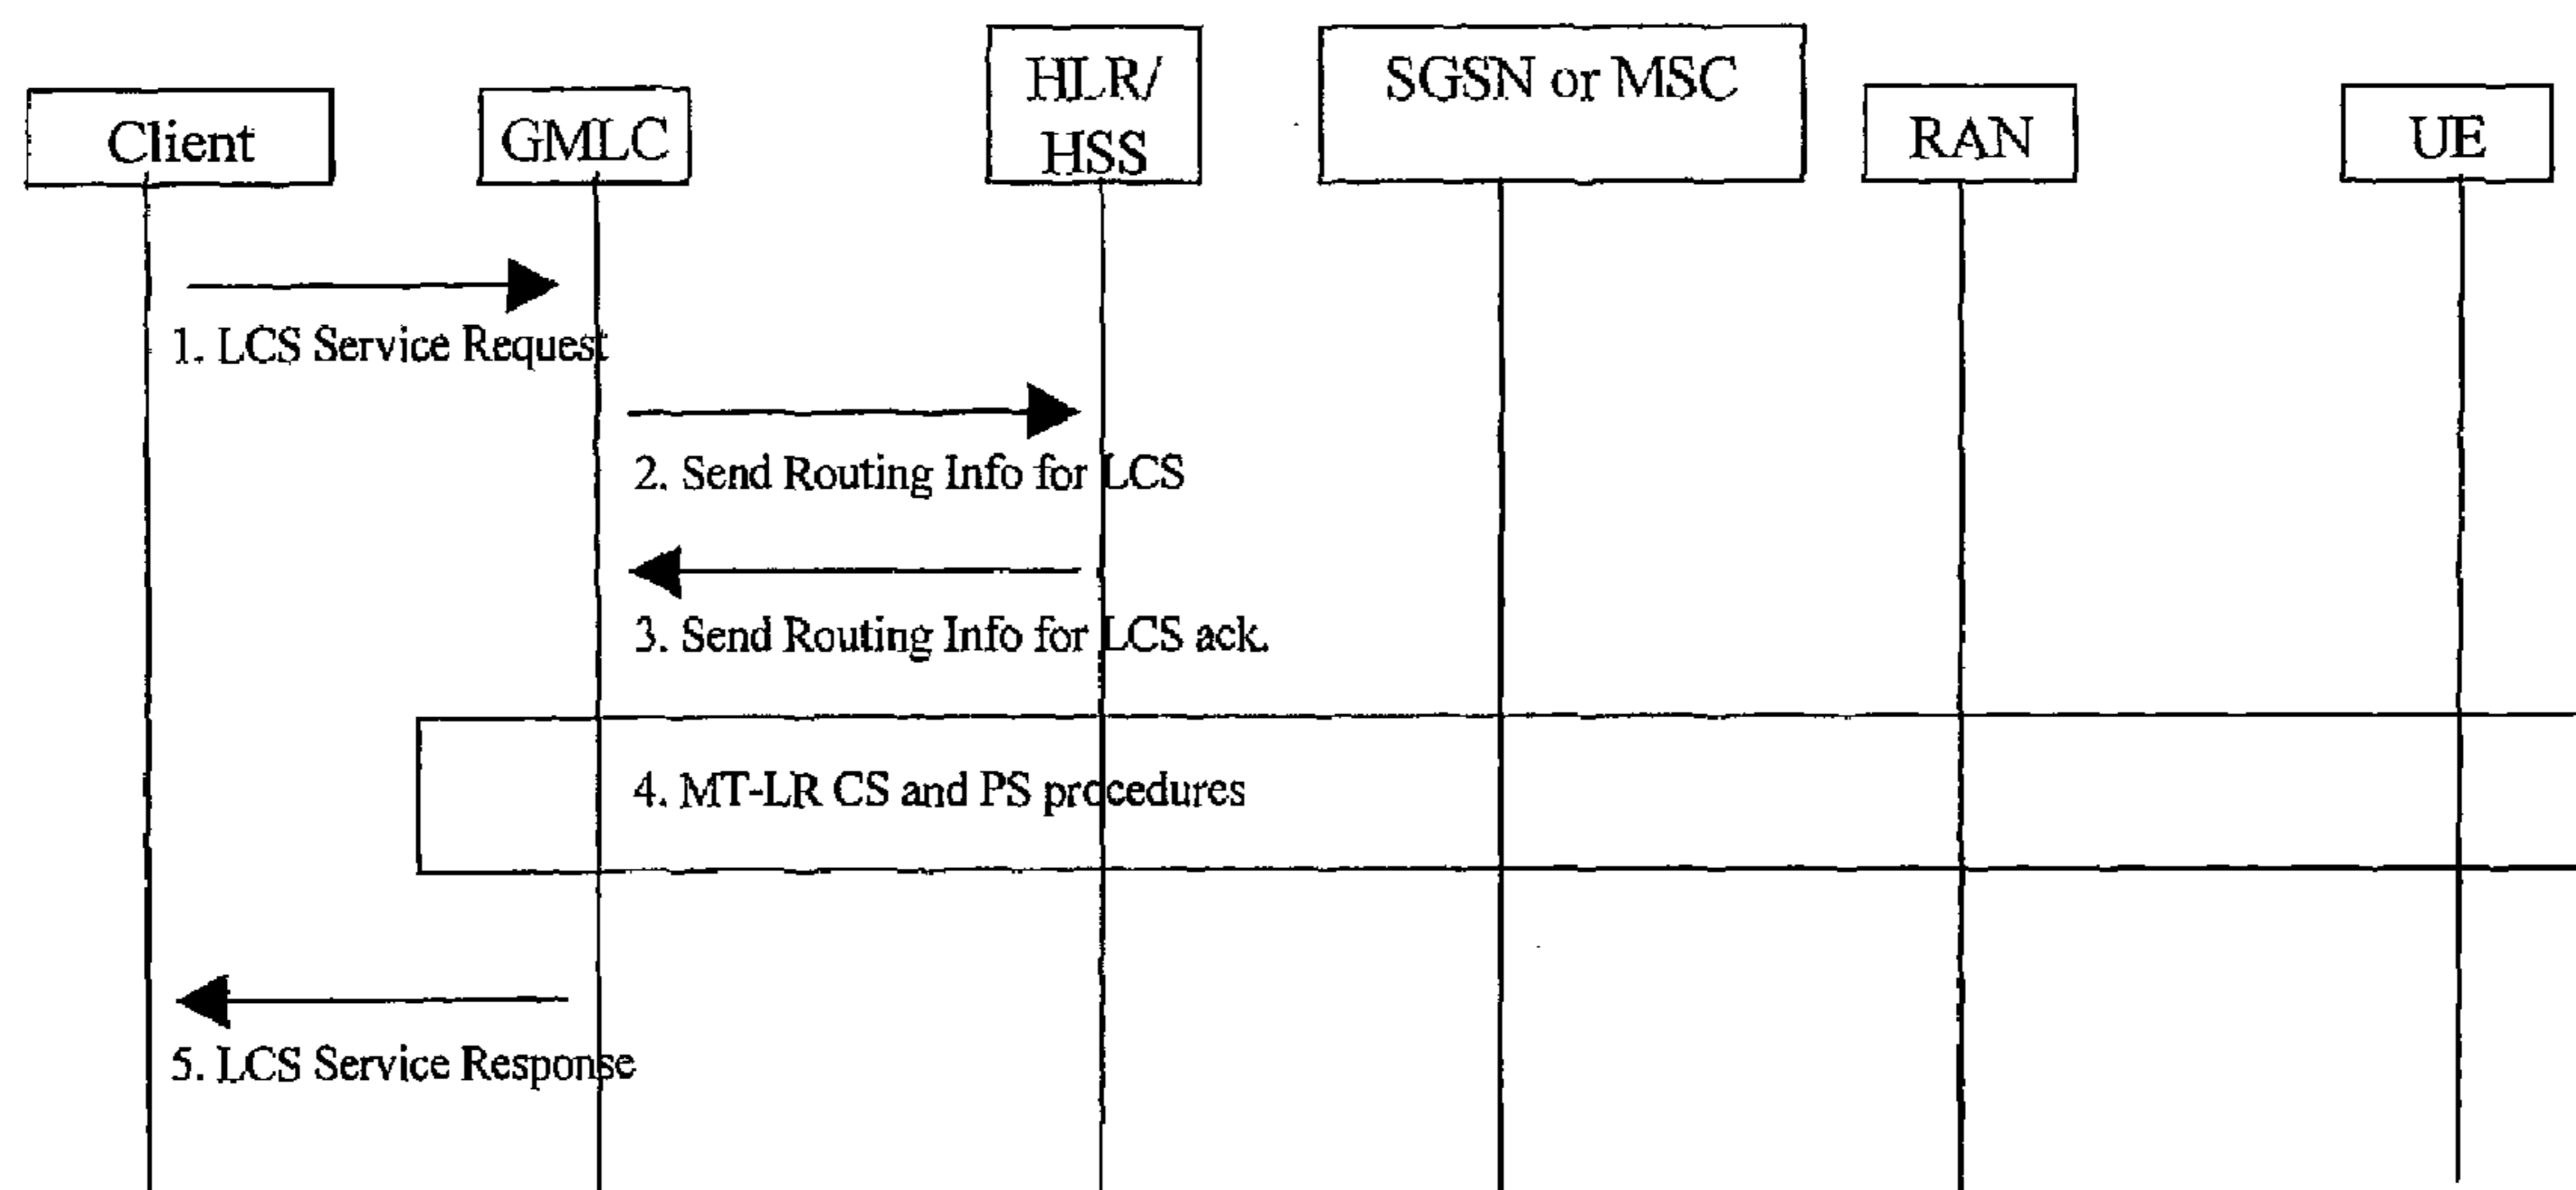 Client
GMLC
HLR/
HSS
SGSN or MSC
RAN
UE
1. LCS Service Request
2. Send Routing Info for LCS
3. Send Routing Info for LCS ack.
4. MT-LR CS and PS procedures
5. LCS Service Response